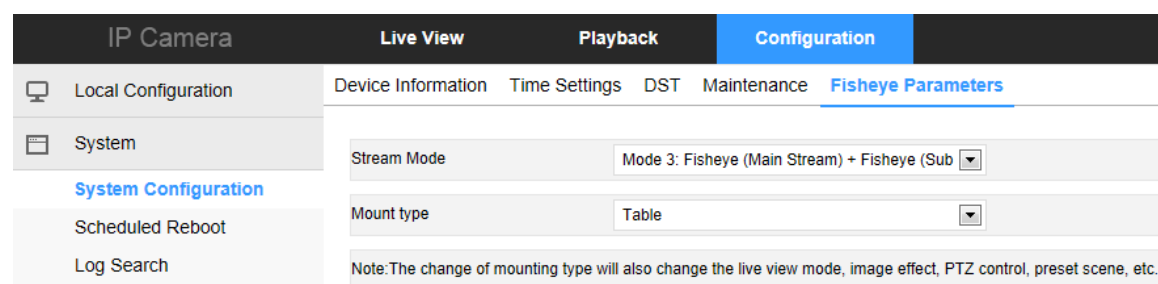 IP Camera Live View Playback Configuration
Local Configuration Device Information Time Settings DST Maintenance Fisheye Parameters
System
Stream Mode Mode 3: Fisheye (Main Stream) + Fisheye (Sub
System Configuration
Mount type Table
Scheduled Reboot
Log Search Note:The change of mounting type will also change the live view mode, image effect, PTZ control, preset scene, etc.